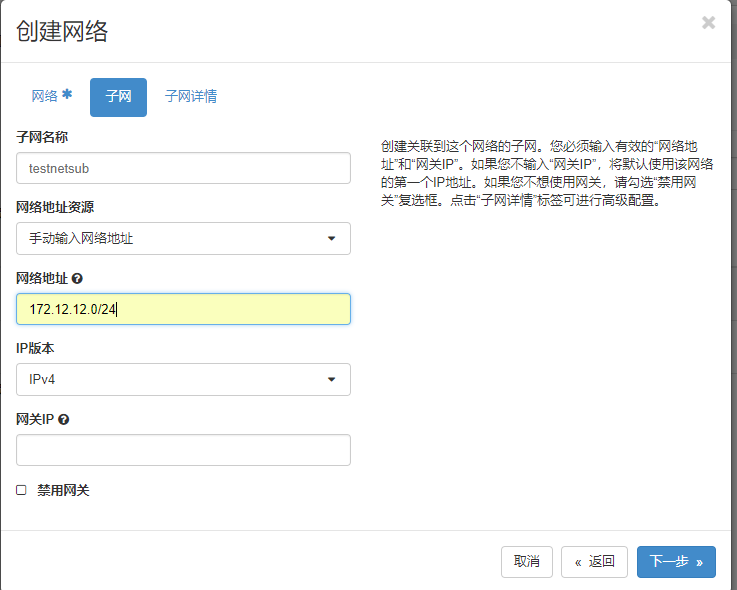 创建网络
×
网络 * 子网 子网详情
子网名称
testnetsub
网络地址资源
手动输入网络地址
网络地址
172.12.12.0/24
IP版本
IPv4
网关IP
禁用网关
创建关联到这个网络的子网。您必须输入有效的“网络地
址”和“网关IP”。如果您不输入“网关IP”，将默认使用该网络
的第一个IP地址。如果您不想使用网关，请勾选“禁用网
关”复选框。点击“子网详情”标签可进行高级配置。
取消 « 返回 下一步 »